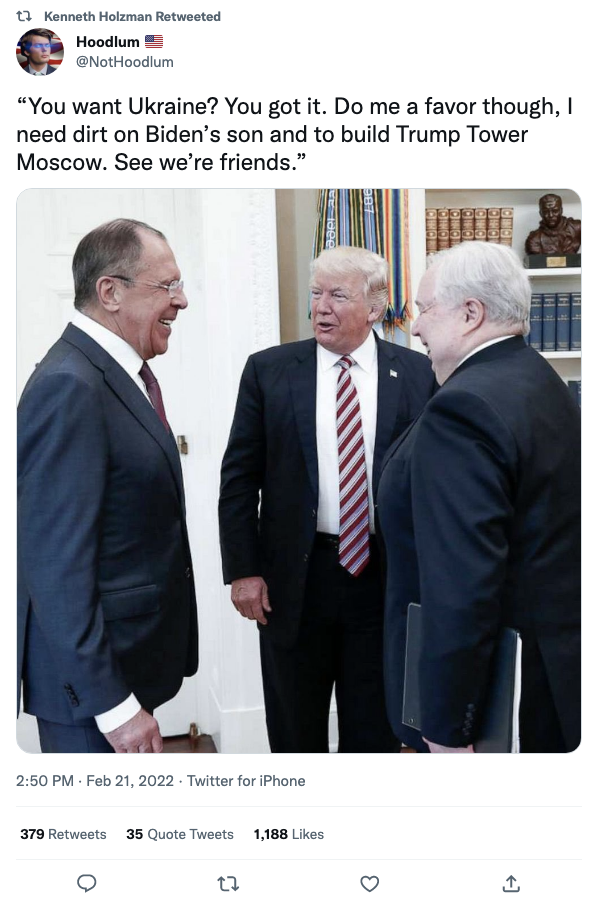 Kenneth Holzman Retweeted
Hoodlum 🇺🇸
@NotHoodlum
“You want Ukraine? You got it. Do me a favor though, I
need dirt on Biden’s son and to build Trump Tower
Moscow. See we’re friends.”
2:50 PM · Feb 21, 2022 · Twitter for iPhone
379 Retweets 35 Quote Tweets 1,188 Likes